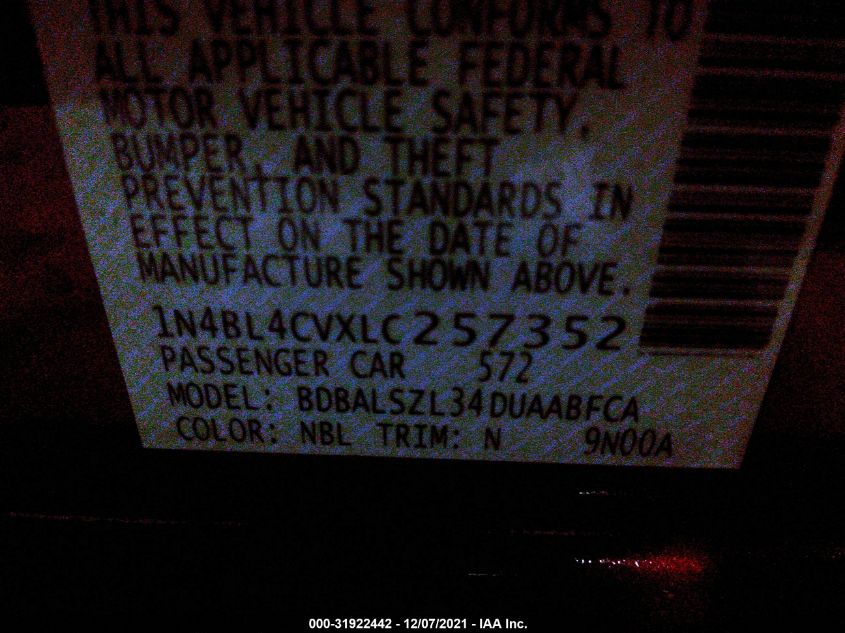 THIS VEHICLE CONFORMS TO
ALL APPLICABLE FEDERAL
MOTOR VEHICLE SAFETY,
BUMPER, AND THEFT
PREVENTION STANDARDS IN
EFFECT ON THE DATE OF
MANUFACTURE SHOWN ABOVE.
1N4BL4CVXLC257352
PASSENGER CAR 572
MODEL: BDBALSZL34DUAABFCA
COLOR: NBL TRIM: N 9N00A
000-31922442 - 12/07/2021 - IAA Inc.